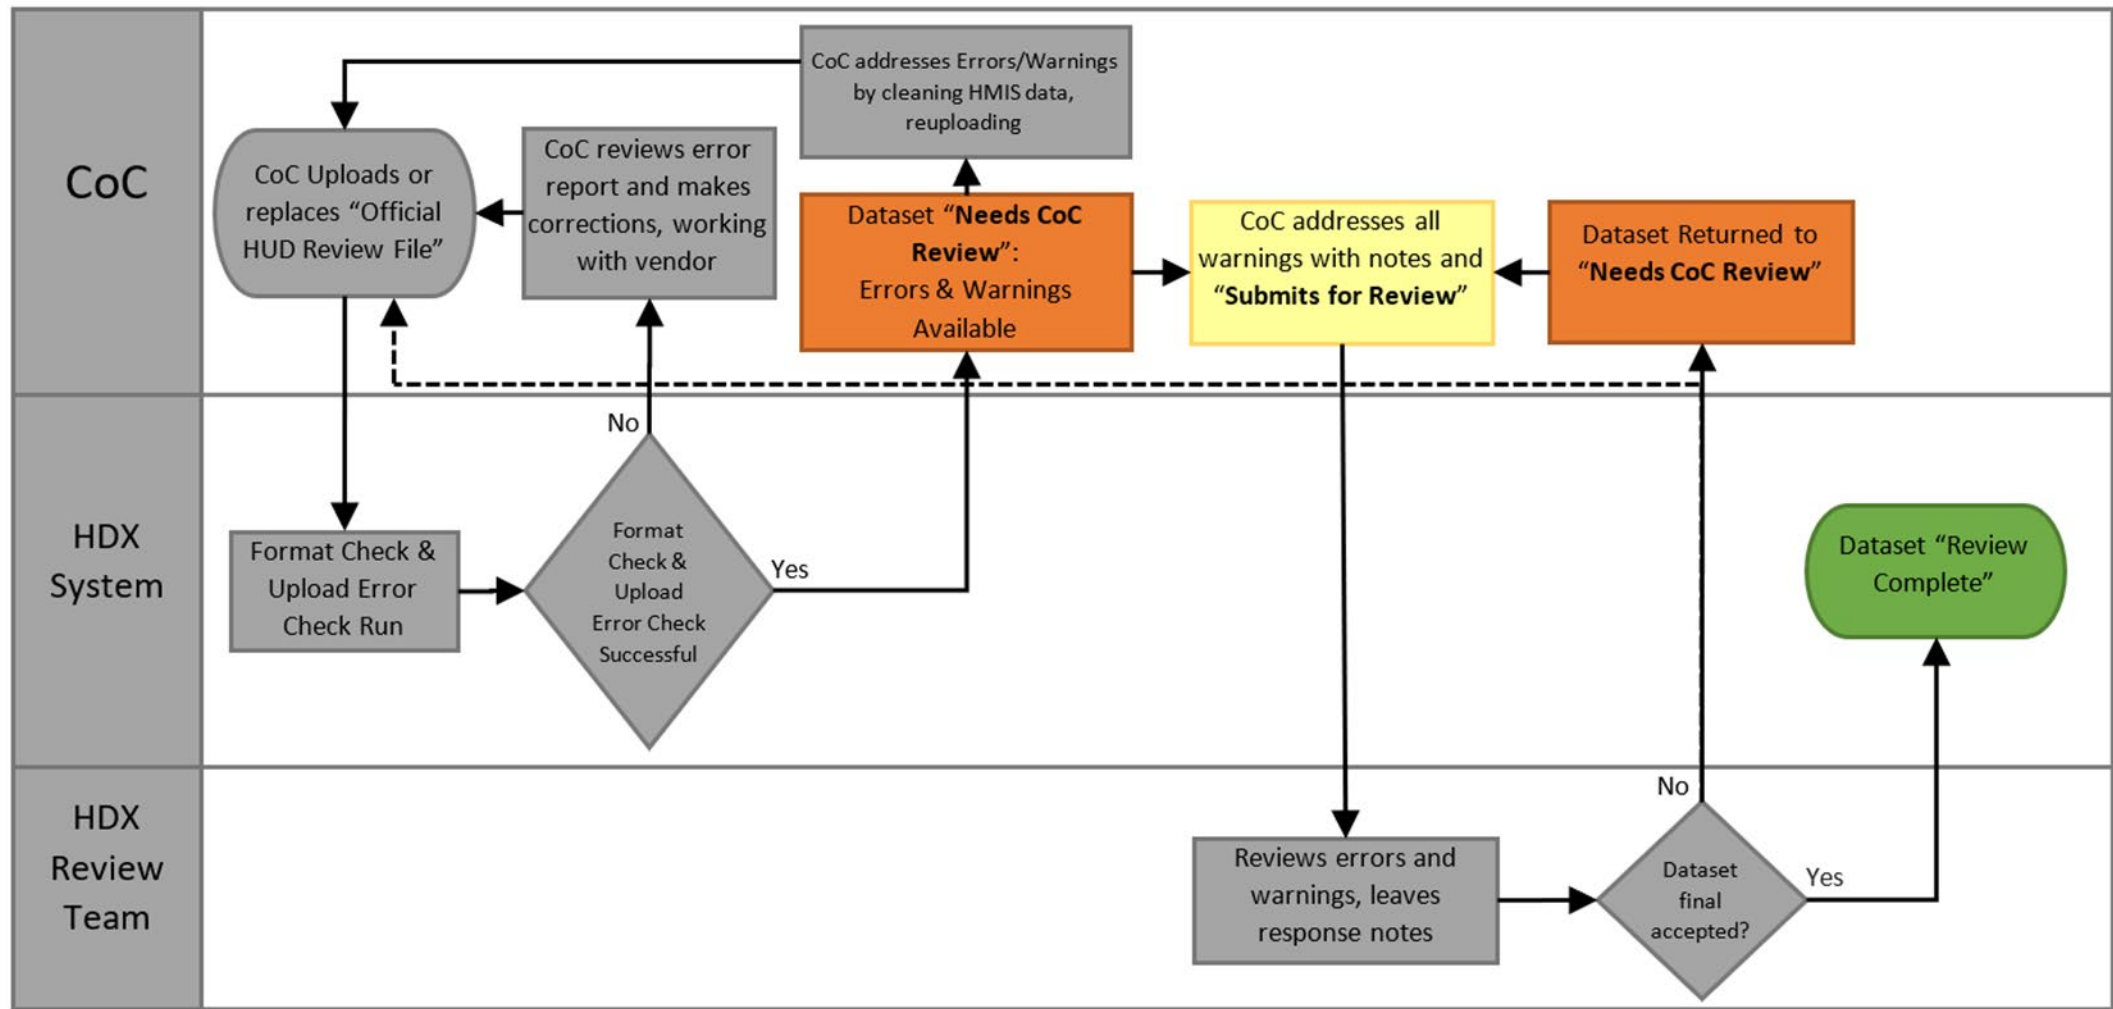 CoC
CoC addresses Errors/Warnings
by cleaning HMIS data,
reuploading
CoC Uploads or
replaces “Official
HUD Review File”
CoC reviews error
report and makes
corrections, working
with vendor
Dataset “Needs CoC
Review”:
Errors & Warnings
Available
CoC addresses all
warnings with notes and
“Submits for Review”
Dataset Returned to
“Needs CoC Review”
HDX
System
Format Check &
Upload Error
Check Run
No
Format
Check &
Upload
Error Check
Successful
Yes
Dataset “Review
Complete”
HDX
Review
Team
Reviews errors and
warnings, leaves
response notes
No
Dataset
final
accepted?
Yes